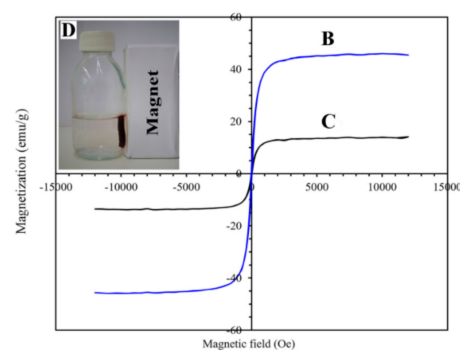 D
Magnet
B
C
Magnetization (emu/g)
60
40
20
0
-20
-40
-60
-15000 -10000 -5000 0 5000 10000 15000
Magnetic field (Oe)